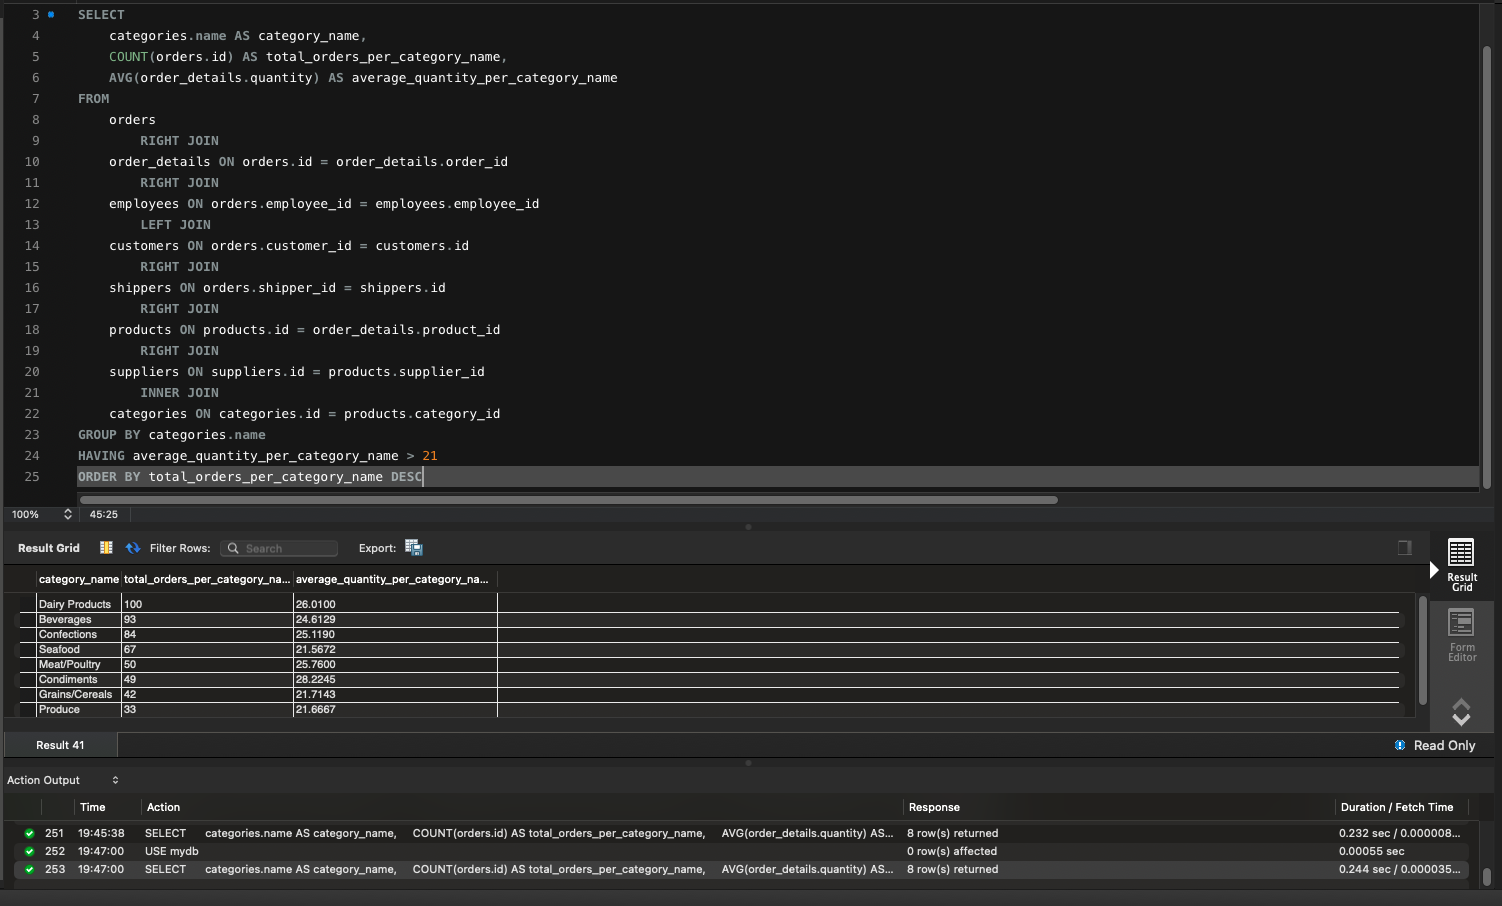 3 SELECT
4 categories.name AS category_name,
5 COUNT(orders.id) AS total_orders_per_category_name,
6 AVG(order_details.quantity) AS average_quantity_per_category_name
7 FROM
8 orders
9 RIGHT JOIN
10 order_details ON orders.id = order_details.order_id
11 RIGHT JOIN
12 employees ON orders.employee_id = employees.employee_id
13 LEFT JOIN
14 customers ON orders.customer_id = customers.id
15 RIGHT JOIN
16 shippers ON orders.shipper_id = shippers.id
17 RIGHT JOIN
18 products ON products.id = order_details.product_id
19 RIGHT JOIN
20 suppliers ON suppliers.id = products.supplier_id
21 INNER JOIN
22 categories ON categories.id = products.category_id
23 GROUP BY categories.name
24 HAVING average_quantity_per_category_name > 21
25 ORDER BY total_orders_per_category_name DESC
100% 45:25
Result Grid Filter Rows: Search Export:
category_name total_orders_per_category_na... average_quantity_per_category_na...
Dairy Products 100 26.0100
Beverages 93 24.6129
Confections 84 25.1190
Seafood 67 21.5672
Meat/Poultry 50 25.7600
Condiments 49 28.2245
Grains/Cereals 42 21.7143
Produce 33 21.6667
Result
Grid
Form
Editor
Result 41 Read Only
Action Output
Time Action Response Duration / Fetch Time
251 19:45:38 SELECT categories.name AS category_name, COUNT(orders.id) AS total_orders_per_category_name, AVG(order_details.quantity) AS... 8 row(s) returned 0.232 sec / 0.000008...
252 19:47:00 USE mydb 0 row(s) affected 0.00055 sec
253 19:47:00 SELECT categories.name AS category_name, COUNT(orders.id) AS total_orders_per_category_name, AVG(order_details.quantity) AS... 8 row(s) returned 0.244 sec / 0.000035...